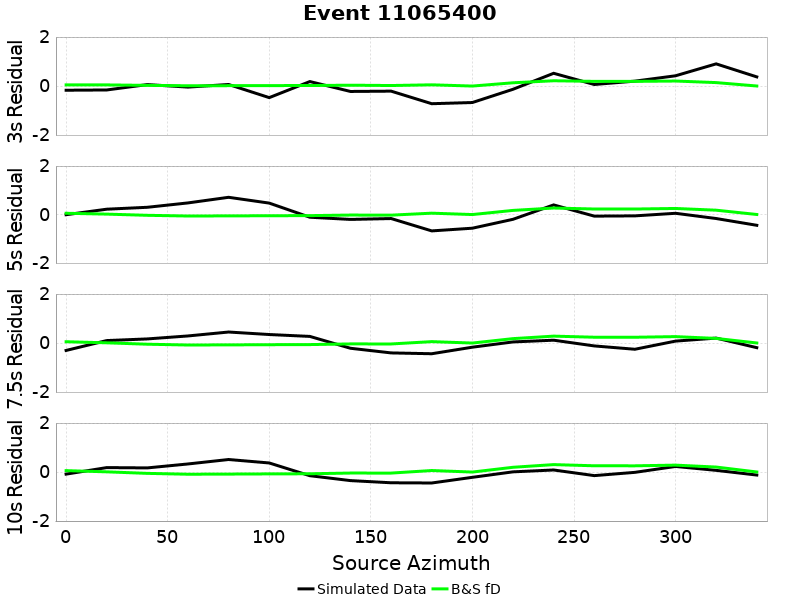 Event 11065400
3s Residual
2
0
-2
5s Residual
2
0
-2
7.5s Residual
2
0
-2
10s Residual
2
0
-2
0 50 100 150 200 250 300
Source Azimuth
Simulated Data B&S fD